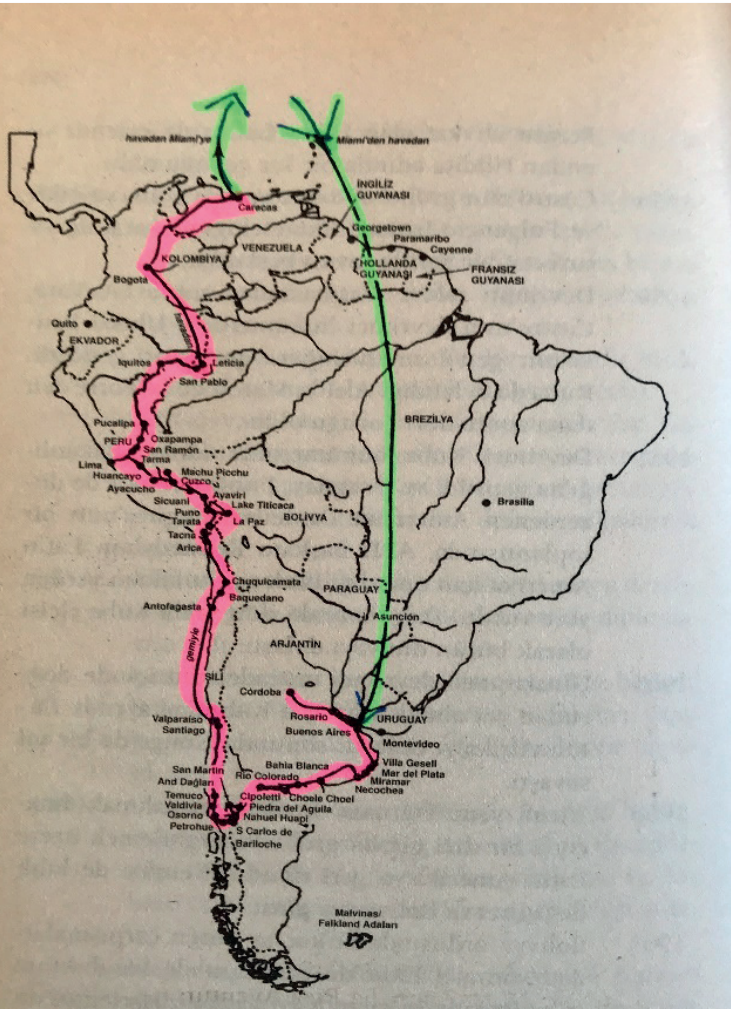 havadan Miami'ye
Miami'den havadan
İNGİLİZ
GUYANASI
Caracas
Georgetown
Paramaribo
Cayenne
VENEZUELA
KOLOMBİYA
HOLLANDA
GUYANASI
FRANSIZ
GUYANASI
Bogota
havadan
Quito
EKVADOR
Iquitos
Leticia
San Pablo
BREZİLYA
Pucalipa
Oxapampa
PERU
San Ramón
Tarma
Lima
Machu Picchu
Huancayo
Cuzco
Ayacucho
Ayaviri
Sicuani
Lake Titicaca
Brasilia
Puno
La Paz
BOLİVYA
Tarata
Tacna
Arica
Chuquicamata
PARAGUAY
Baquedano
Antofagasta
Asunción
gemiyle
ARJANTİN
ŞİLİ
Córdoba
Rosario
Valparaiso
URUGUAY
Santiago
Buenos Aires
Montevideo
Villa Gesell
Bahia Blanca
San Martin
Mar del Plata
Rio Colorado
And Dağları
Miramar
Necochea
Temuco
Cipoletti
Choele Choel
Valdivia
Piedra del Aguila
Osorno
Nahuel Huapi
Petrohue
S Carlos de
Bariloche
Malvinas/
Falkland Adaları